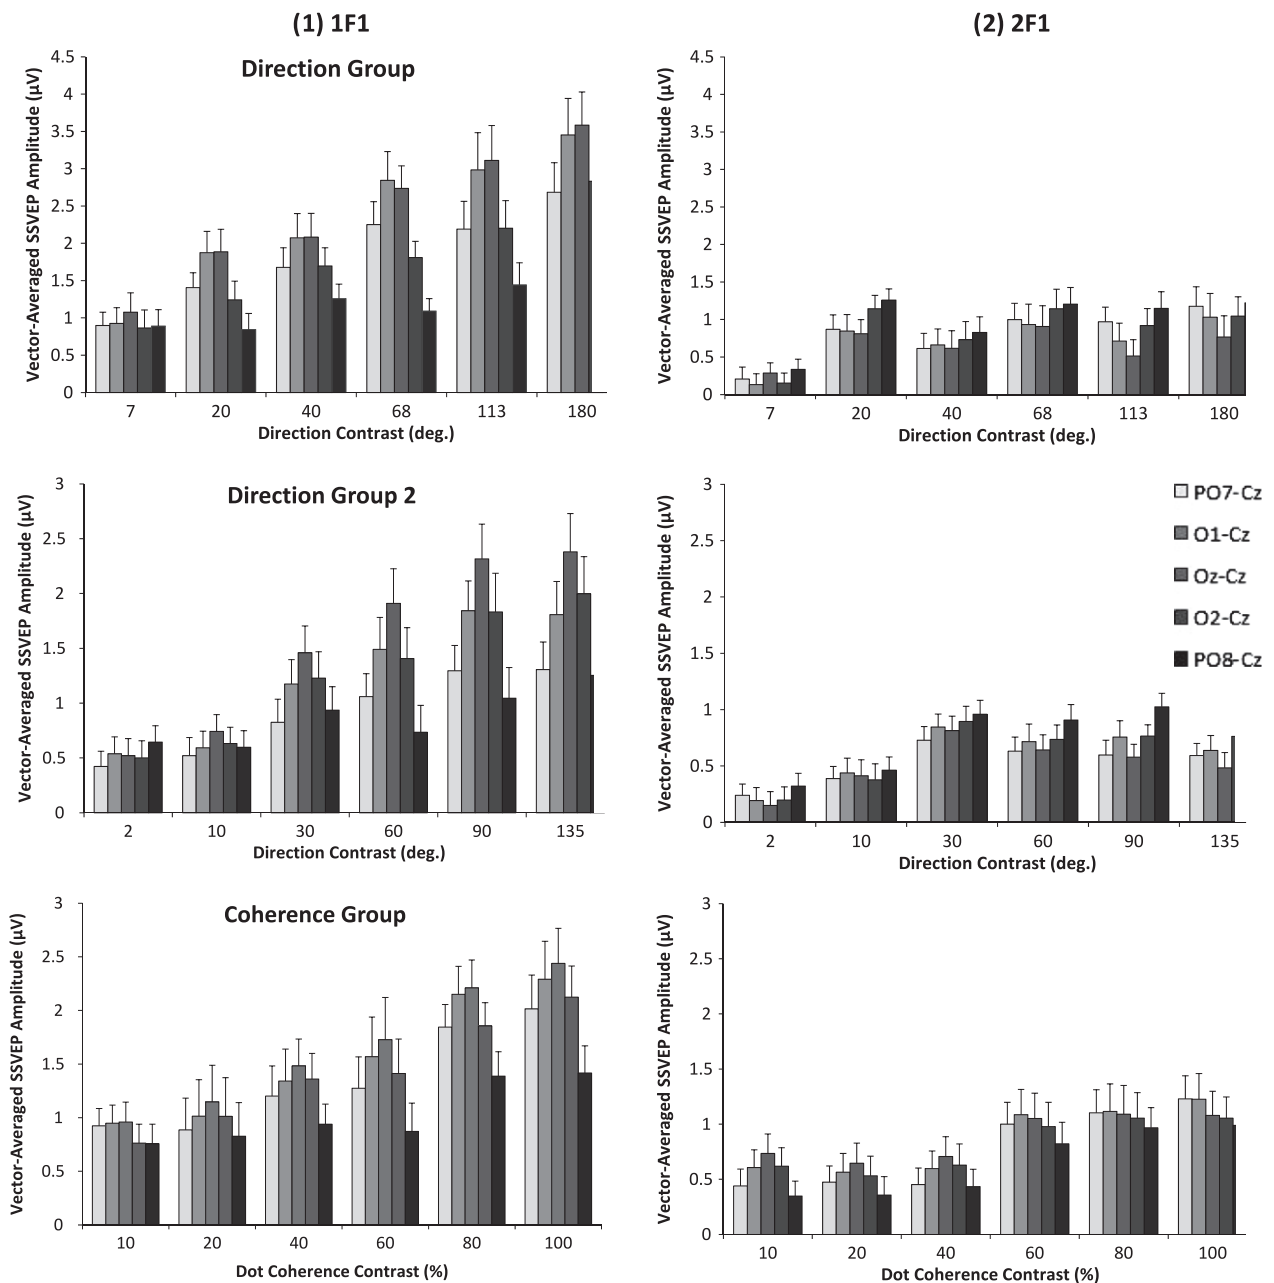 (1) 1F1
(2) 2F1
Direction Group
Vector-Averaged SSVEP Amplitude (µV)
4.5
4
3.5
3
2.5
2
1.5
1
0.5
0
7 20 40 68 113 180
Direction Contrast (deg.)
Vector-Averaged SSVEP Amplitude (µV)
4.5
4
3.5
3
2.5
2
1.5
1
0.5
0
7 20 40 68 113 180
Direction Contrast (deg.)
Direction Group 2
Vector-Averaged SSVEP Amplitude (µV)
3
2.5
2
1.5
1
0.5
0
2 10 30 60 90 135
Direction Contrast (deg.)
Vector-Averaged SSVEP Amplitude (µV)
3
2.5
2
1.5
1
0.5
0
2 10 30 60 90 135
Direction Contrast (deg.)
PO7-Cz
O1-Cz
Oz-Cz
O2-Cz
PO8-Cz
Coherence Group
Vector-Averaged SSVEP Amplitude (µV)
3
2.5
2
1.5
1
0.5
0
10 20 40 60 80 100
Dot Coherence Contrast (%)
Vector-Averaged SSVEP Amplitude (µV)
3
2.5
2
1.5
1
0.5
0
10 20 40 60 80 100
Dot Coherence Contrast (%)